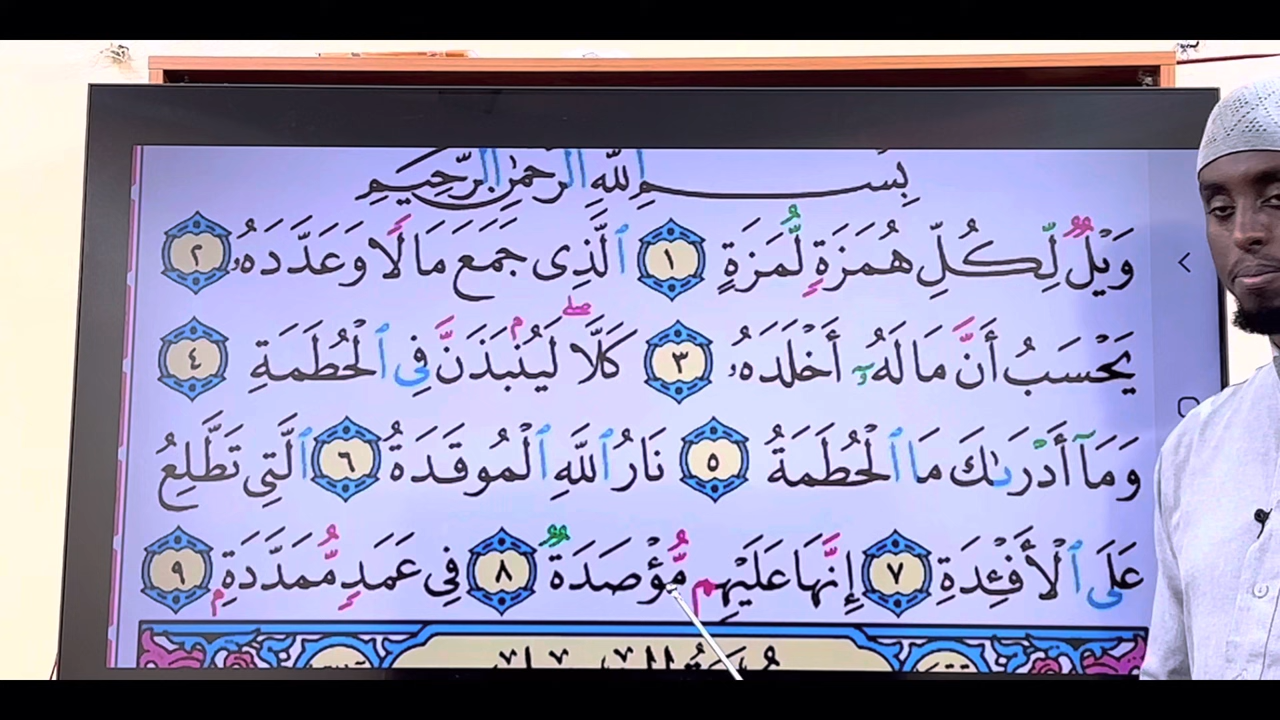 بِسْمِ ٱللَّهِ ٱلرَّحْمَٰنِ ٱلرَّحِيمِ
وَيْلٌ لِّكُلِّ هُمَزَةٍ لُّمَزَةٍ ١ ٱلَّذِى جَمَعَ مَالًا وَعَدَّدَهُۥ ٢
يَحْسَبُ أَنَّ مَالَهُۥٓ أَخْلَدَهُۥ ٣ كَلَّا ۖ لَيُنۢبَذَنَّ فِى ٱلْحُطَمَةِ ٤
وَمَآ أَدْرَىٰكَ مَا ٱلْحُطَمَةُ ٥ نَارُ ٱللَّهِ ٱلْمُوقَدَةُ ٦ ٱلَّتِى تَطَّلِعُ
عَلَى ٱلْأَفْـِٔدَةِ ٧ إِنَّهَا عَلَيْهِم مُّؤْصَدَةٌ ٨ فِى عَمَدٍ مُّمَدَّدَةٍۭ ٩